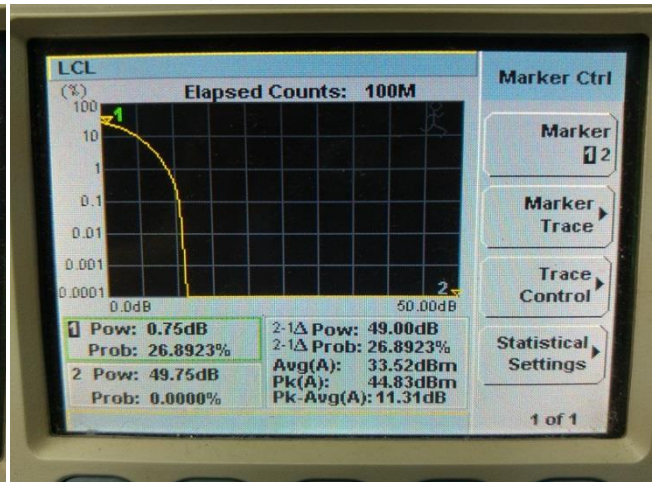 LCL
(%)
Elapsed Counts: 100M
100
1
10
1
0.1
0.01
0.001
0.0001
2
0.0dB
50.00dB
1 Pow: 0.75dB
Prob: 26.8923%
2 Pow: 49.75dB
Prob: 0.0000%
2-1Δ Pow: 49.00dB
2-1Δ Prob: 26.8923%
Avg(A): 33.52dBm
Pk(A): 44.83dBm
Pk-Avg(A): 11.31dB
Marker Ctrl
Marker
1 2
Marker
Trace
Trace
Control
Statistical
Settings
1 of 1